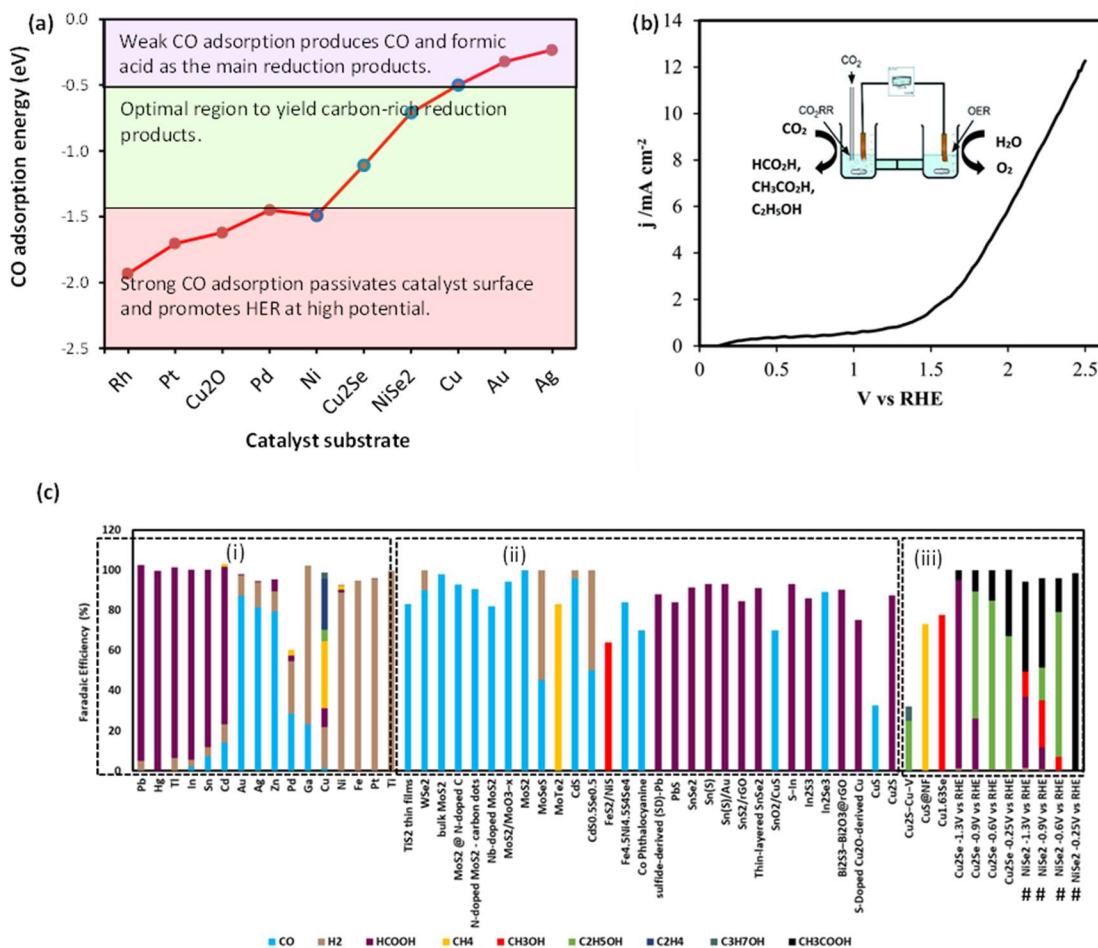 (a)
CO adsorption energy (eV)
0.0
-0.5
-1.0
-1.5
-2.0
-2.5
Weak CO adsorption produces CO and formic
acid as the main reduction products.
Optimal region to yield carbon-rich reduction
products.
Strong CO adsorption passivates catalyst surface
and promotes HER at high potential.
Rh
Pt
Cu2O
Pd
Ni
Cu2Se
NiSe2
Cu
Au
Ag
Catalyst substrate
(b)
j /mA cm-2
14
12
10
8
6
4
2
0
CO2
CO2RR
OER
CO2
H2O
HCO2H,
O2
CH3CO2H,
C2H5OH
0
0.5
1
1.5
2
2.5
V vs RHE
(c)
Faradaic Efficiency (%)
120
100
80
60
40
20
0
(i)
(ii)
(iii)
Pb
Hg
Tl
In
Sn
Cd
Au
Ag
Zn
Pd
Ga
Cu
Ni
Fe
Pt
Ti
TiS2 thin films
WSe2
bulk MoS2
MoS2 @ N-doped C
N-doped MoS2 - carbon dots
Nb-doped MoS2
MoS2/MoO3-x
MoS2
MoSeS
MoTe2
CdS
CdS0.5Se0.5
FeS2/NiS
Fe4.5Ni4.5S4Se4
Co Phthalocyanine
sulfide-derived (SD)-Pb
PbS
SnSe2
Sn(S)
Sn(S)/Au
SnS2/rGO
Thin-layered SnSe2
SnO2/CuS
S-In
In2S3
In2Se3
Bi2S3-Bi2O3@rGO
S-Doped Cu2O-derived Cu
CuS
Cu2S
Cu2S-Cu-V
CuS@NF
Cu1.63Se
Cu2Se -1.3V vs RHE
Cu2Se -0.9V vs RHE
Cu2Se -0.6V vs RHE
Cu2Se -0.25V vs RHE
NiSe2 -1.3V vs RHE #
NiSe2 -0.9V vs RHE #
NiSe2 -0.6V vs RHE #
NiSe2 -0.25V vs RHE #
CO H2 HCOOH CH4 CH3OH C2H5OH C2H4 C3H7OH CH3COOH